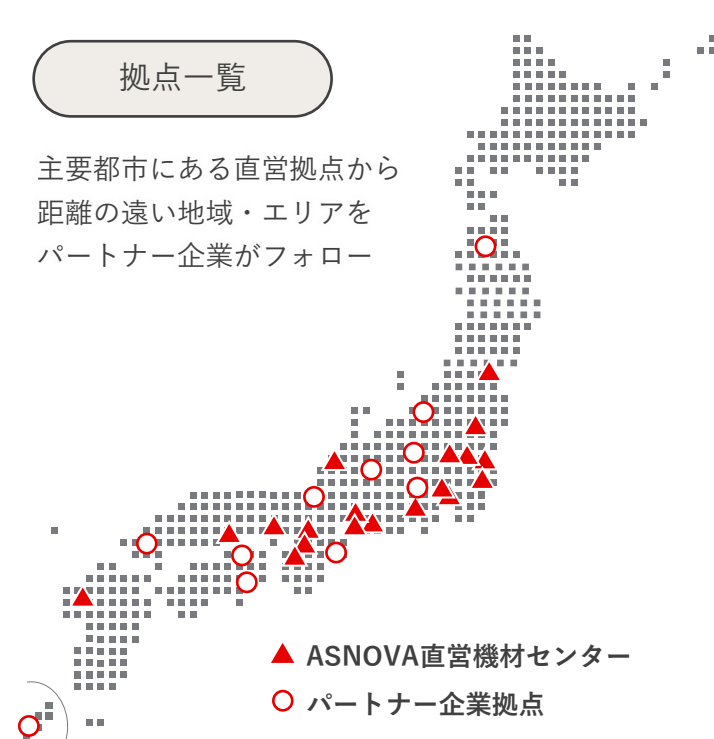 拠点一覧
主要都市にある直営拠点から
距離の遠い地域・エリアを
パートナー企業がフォロー
ASNOVA直営機材センター
パートナー企業拠点